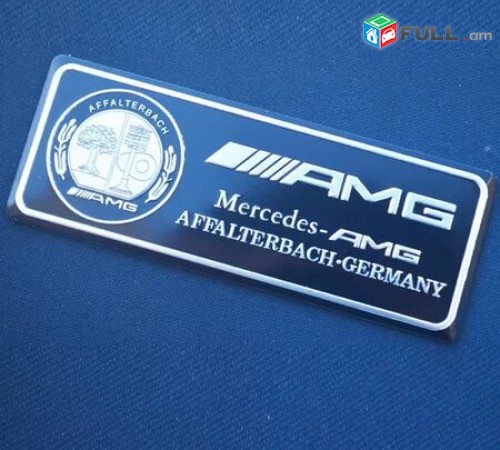 FULL.am
AFFALTERBACH
AMG
AMG
Mercedes-AMG
AFFALTERBACH·GERMANY